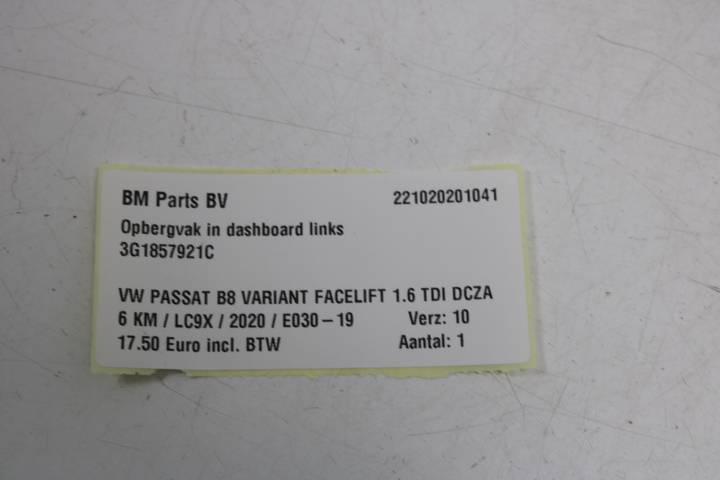 BM Parts BV 221020201041
Opbergvak in dashboard links
3G1857921C
VW PASSAT B8 VARIANT FACELIFT 1.6 TDI DCZA
6 KM / LC9X / 2020 / E030-19 Verz: 10
17.50 Euro incl. BTW Aantal: 1